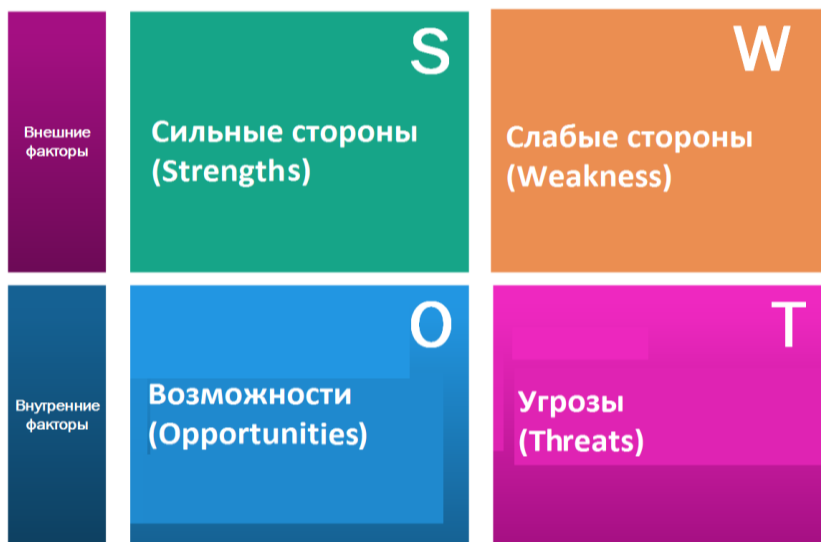 S
W
Внешние
факторы
Сильные стороны
(Strengths)
Слабые стороны
(Weakness)
O
T
Внутренние
факторы
Возможности
(Opportunities)
Угрозы
(Threats)